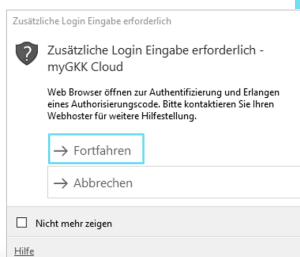 Zusätzliche Login Eingabe erforderlich
Zusätzliche Login Eingabe erforderlich -
myGKK Cloud
Web Browser öffnen zur Authentifizierung und Erlangen
eines Authorisierungscode. Bitte kontaktieren Sie Ihren
Webhoster für weitere Hilfestellung.
→ Fortfahren
→ Abbrechen
Nicht mehr zeigen
Hilfe